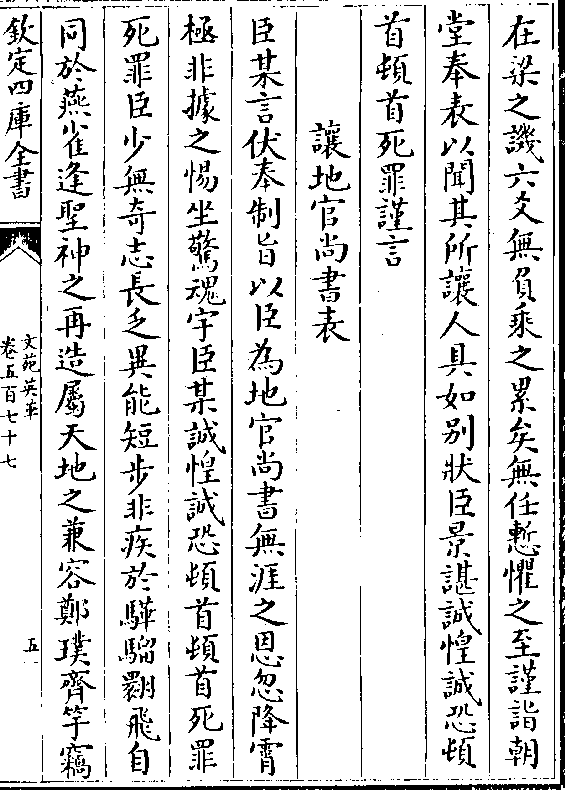 在梁之譏六爻無負乘之累矣無任慙懼之至謹詣朝
堂奉表以聞其所讓人具如別狀臣景諶誠惶誠恐頓
首頓首死罪謹言
讓地官尚書表
臣某言伏奉制旨以臣為地官尚書無涯之恩忽降霄
極非據之惕坐驚魂宇臣某誠惶誠恐頓首頓首死罪
死罪臣少無奇志長乏異能短步非疾於驊騮翾飛自
同於燕雀逢聖神之再造屬天地之兼容鄭璞齊竽竊
欽定四庫全書
文苑英華
卷五百七十七
五